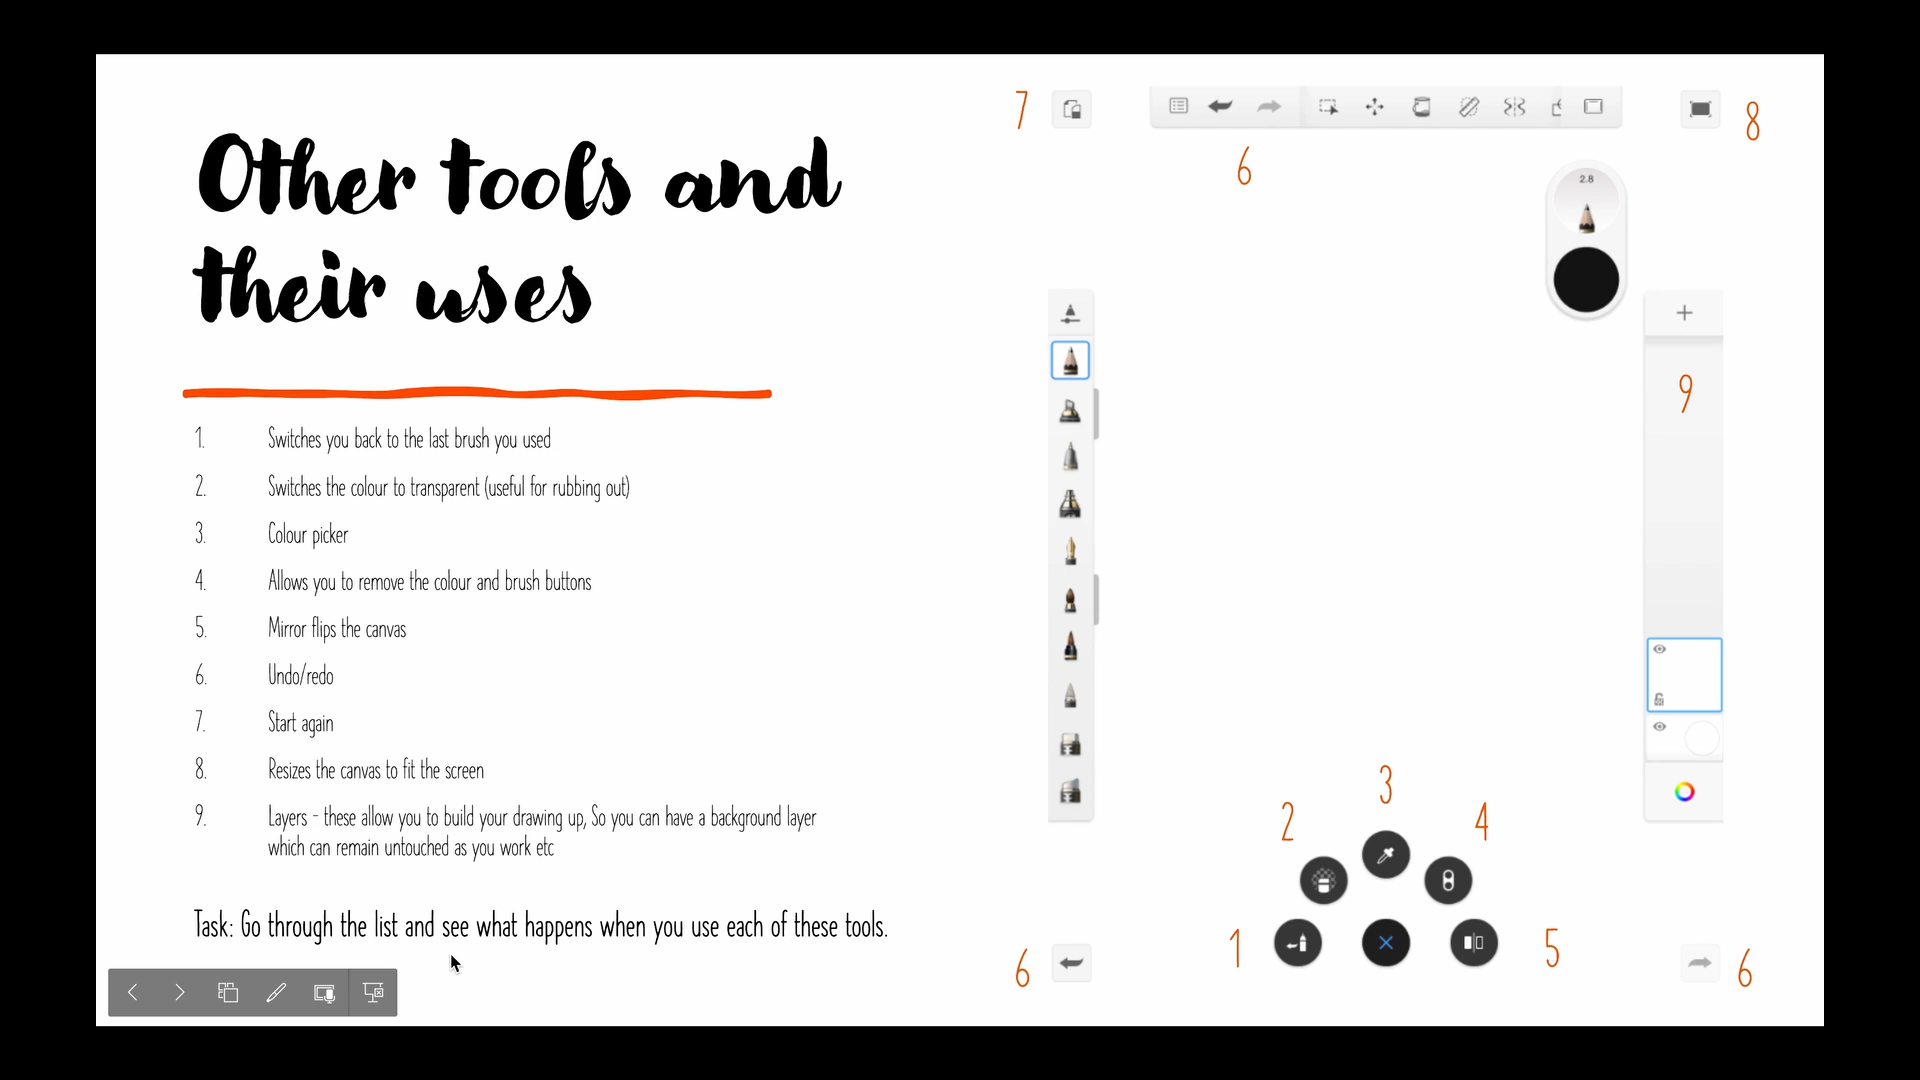 Other tools and
their uses
1. Switches you back to the last brush you used
2. Switches the colour to transparent (useful for rubbing out)
3. Colour picker
4. Allows you to remove the colour and brush buttons
5. Mirror flips the canvas
6. Undo/redo
7. Start again
8. Resizes the canvas to fit the screen
9. Layers - these allow you to build your drawing up, So you can have a background layer
which can remain untouched as you work etc
Task: Go through the list and see what happens when you use each of these tools.
7
8
6
2.8
9
3
2
4
1
5
6
6